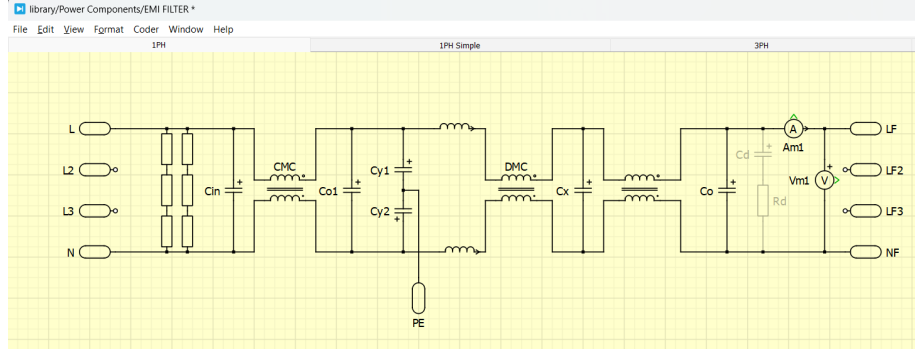 library/Power Components/EMI FILTER *
File Edit View Format Coder Window Help
1PH 1PH Simple 3PH
L A LF
Am1
L2 CMC Cy1 DMC Cd LF2
Cin Co1 Cx Co Vm1 V
L3 Cy2 Rd LF3
N NF
PE